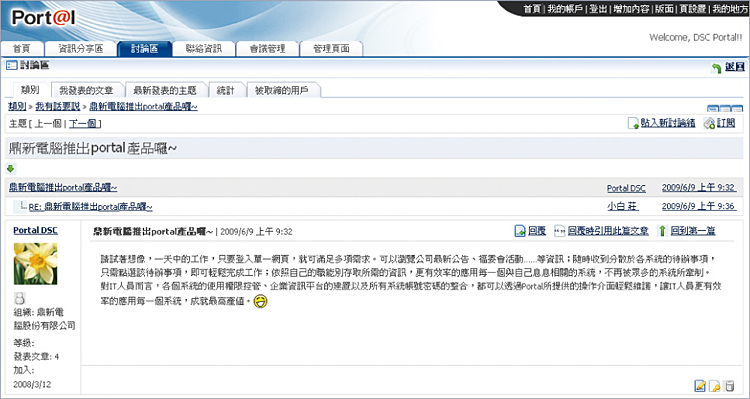 Port@l
首頁 | 我的帳戶 | 登出 | 增加內容 | 版面 | 頁設置 | 我的地方
Welcome, DSC Portal!!
首頁 資訊分享區 討論區 聯絡資訊 會議管理 管理頁面
討論區 返回
類別 我發表的文章 最新發表的主題 統計 被取締的用戶
類別 » 我有話要說 » 鼎新電腦推出portal產品囉~
主題 [ 上一個 | 下一個 ] 貼入新討論緒 訂閱
鼎新電腦推出portal產品囉~
鼎新電腦推出portal產品囉~ Portal DSC 2009/6/9 上午 9:32
RE: 鼎新電腦推出portal產品囉~ 小白 莊 2009/6/9 上午 9:36
Portal DSC 鼎新電腦推出portal產品囉~ | 2009/6/9 上午 9:32 回覆 回覆時引用此篇文章 回到第一篇
請試著想像，一天中的工作，只要登入單一網頁，就可滿足多項需求。可以瀏覽公司最新公告、福委會活動......等資訊；隨時收到分散於各系統的待辦事項，
只需點選該待辦事項，即可輕鬆完成工作；依照自己的職能別存取所需的資訊，更有效率的應用每一個與自己息息相關的系統，不再被眾多的系統所牽制。
對IT人員而言，各個系統的使用權限控管、企業資訊平台的建置以及所有系統帳號密碼的整合，都可以透過Portal所提供的操作介面輕鬆維護，讓IT人員更有效
率的應用每一個系統，成就最高產值。
組織: 鼎新電
腦股份有限公司
等級:
發表文章: 4
加入:
2008/3/12